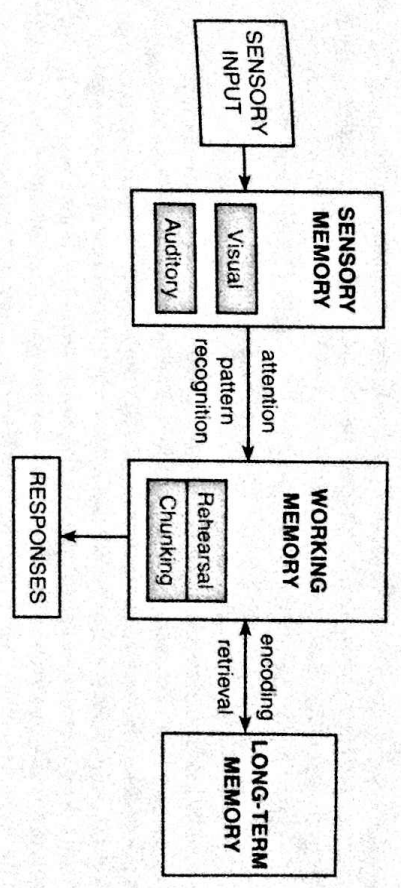 SENSORY
INPUT
SENSORY
MEMORY
Visual
Auditory
attention
pattern
recognition
WORKING
MEMORY
Rehearsal
Chunking
RESPONSES
encoding
retrieval
LONG-TERM
MEMORY